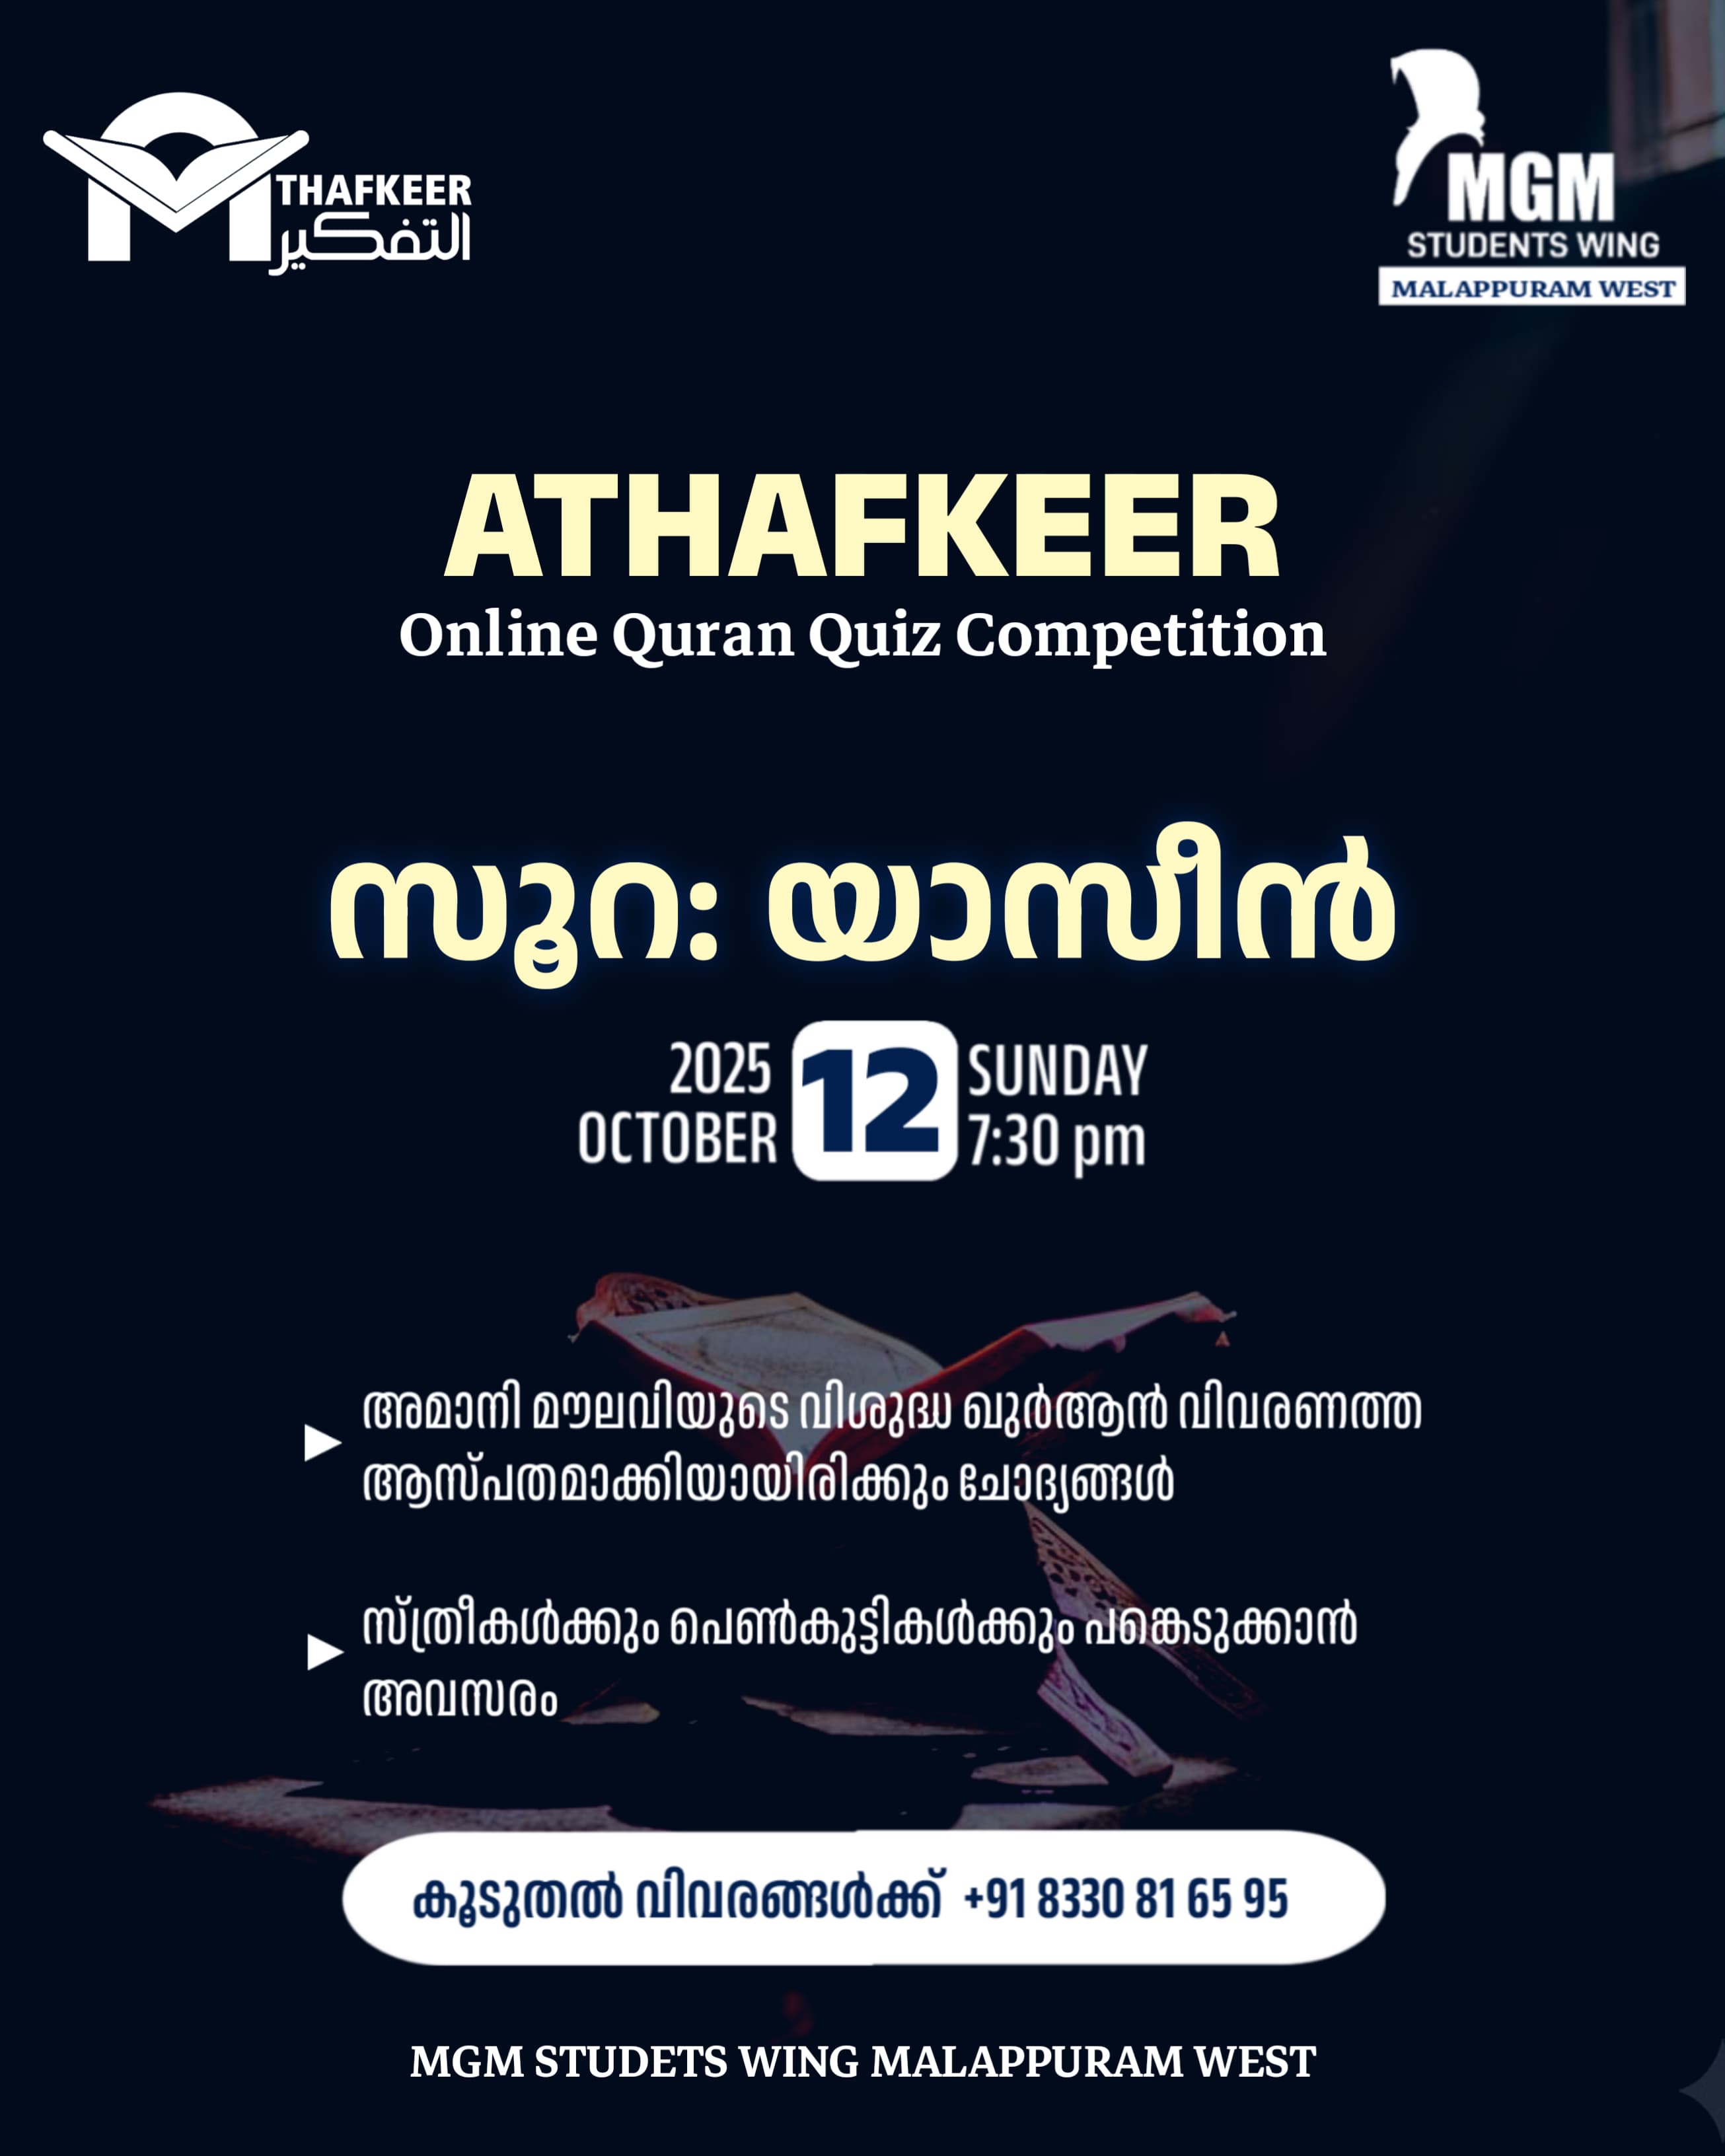 THAFKEER
التفكير
MGM
STUDENTS WING
MALAPPURAM WEST
ATHAFKEER
Online Quran Quiz Competition
സൂറ: യാസീൻ
2025
OCTOBER
12
SUNDAY
7:30 pm
അമാനി മൗലവിയുടെ വിശുദ്ധ ഖുർആൻ വിവരണത്ത
ആസ്പതമാക്കിയായിരിക്കും ചോദ്യങ്ങൾ
സ്ത്രീകൾക്കും പെൺകുട്ടികൾക്കും പങ്കെടുക്കാൻ
അവസരം
കൂടുതൽ വിവരങ്ങൾക്ക് +91 8330 81 65 95
MGM STUDETS WING MALAPPURAM WEST